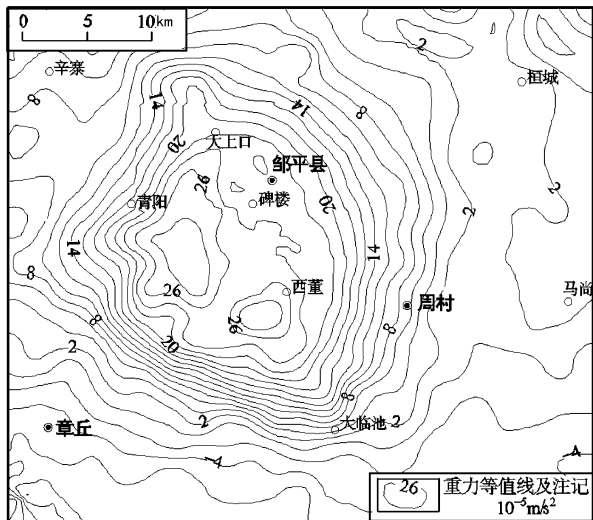 0 5 10km
2
辛寨
桓城
8
14
14
8
20
大上口
邹平县
26
2
青阳
碑楼
20
2
14
14
8
26
西董
马尚
周村
8
26
8
20
2
8
2
大临池
2
章丘
14
4
26 重力等值线及注记
10⁻⁵m/s²